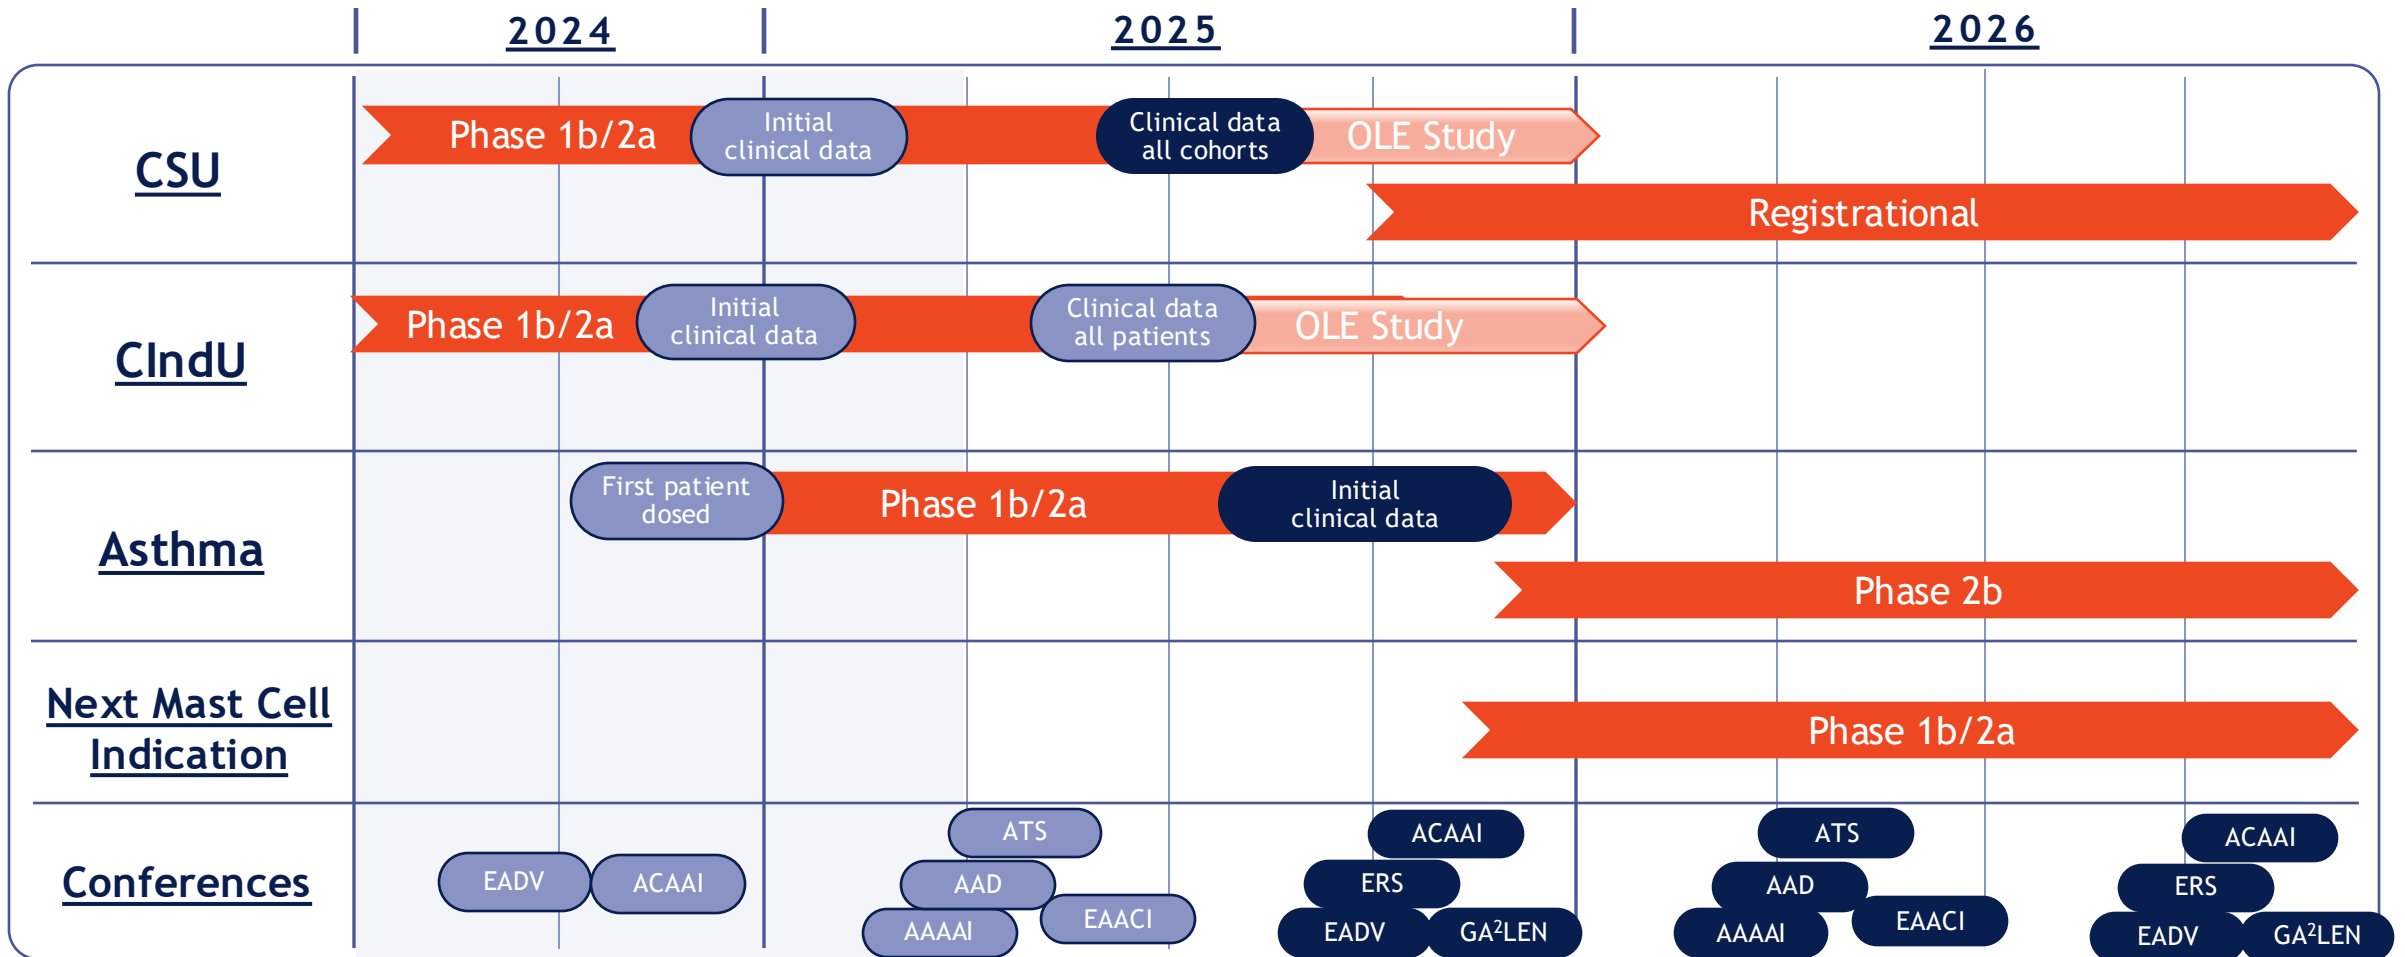 2024
2025
2026
CSU
Phase 1b/2a
Initial
clinical data
Clinical data
all cohorts
OLE Study
Registrational
CIndU
Phase 1b/2a
Initial
clinical data
Clinical data
all patients
OLE Study
Asthma
First patient
dosed
Phase 1b/2a
Initial
clinical data
Phase 2b
Next Mast Cell
Indication
Phase 1b/2a
Conferences
EADV
ACAAI
ATS
AAD
AAAAI
EAACI
ACAAI
ERS
EADV
GA²LEN
ATS
AAD
AAAAI
EAACI
ACAAI
ERS
EADV
GA²LEN